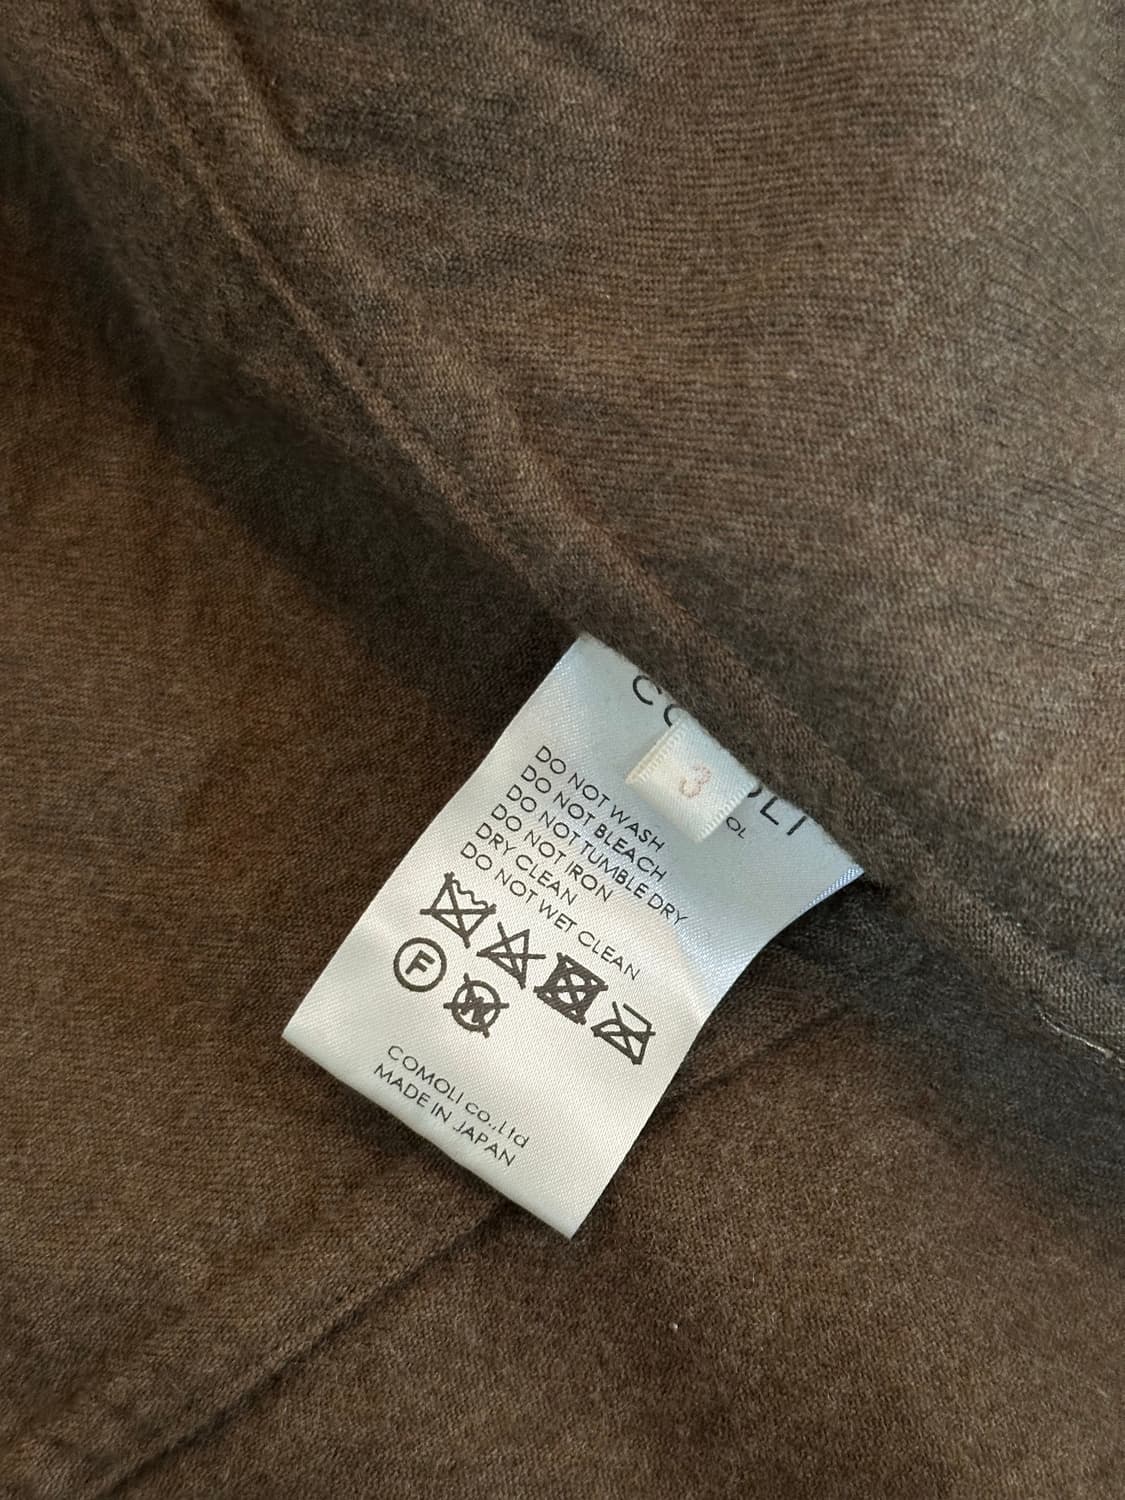 3
DO NOT WASH
DO NOT BLEACH
DO NOT TUMBLE DRY
DO NOT IRON
DRY CLEAN
DO NOT WET CLEAN
F
W
COMOLI co.,Ltd
MADE IN JAPAN